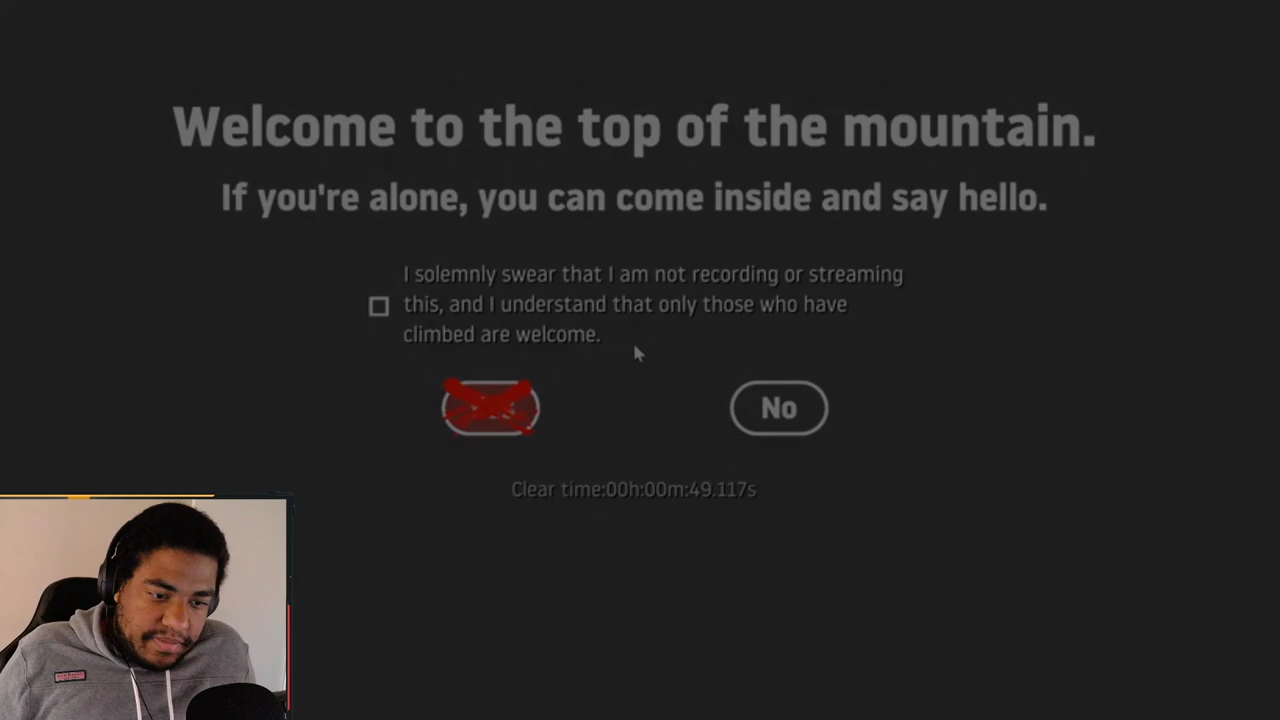 Welcome to the top of the mountain.
If you're alone, you can come inside and say hello.
I solemnly swear that I am not recording or streaming
this, and I understand that only those who have
climbed are welcome.
No
Clear time:00h:00m:49.117s